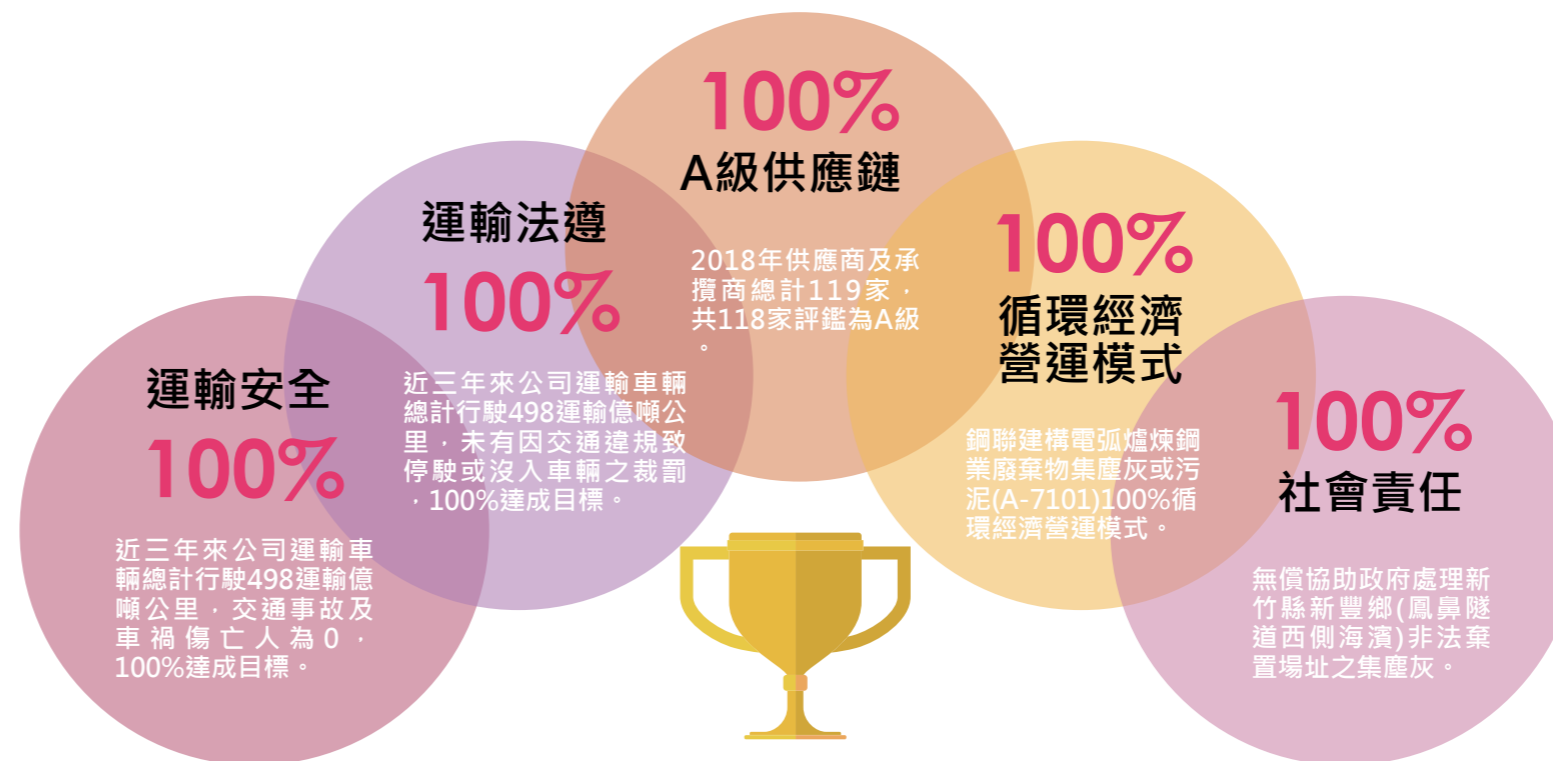 運輸安全
100%
近三年來公司運輸車
輛總計行駛498運輸億
噸公里，交通事故及
車禍傷亡人為0，
100%達成目標。
運輸法遵
100%
近三年來公司運輸車輛
總計行駛498運輸億噸公
里，未有因交通違規致
停駛或沒入車輛之裁罰
，100%達成目標。
100%
A級供應鏈
2018年供應商及承
攬商總計119家，
共118家評鑑為A級
。
100%
循環經濟
營運模式
鋼聯建構電弧爐煉鋼
業廢棄物集塵灰或污
泥(A-7101)100%循
環經濟營運模式。
100%
社會責任
無償協助政府處理新
竹縣新豐鄉(鳳鼻隧
道西側海濱)非法棄
置場址之集塵灰。